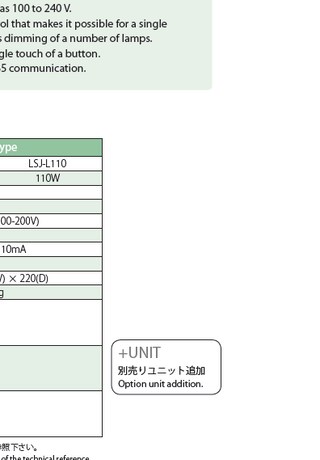 as 100 to 240 V.
ol that makes it possible for a single
s dimming of a number of lamps.
gle touch of a button.
5 communication.
ype
LSJ-L110
110W
00-200V)
10mA
) × 220(D)
g
+UNIT
別売りユニット追加
Option unit addition.
照下さい。
of the technical reference